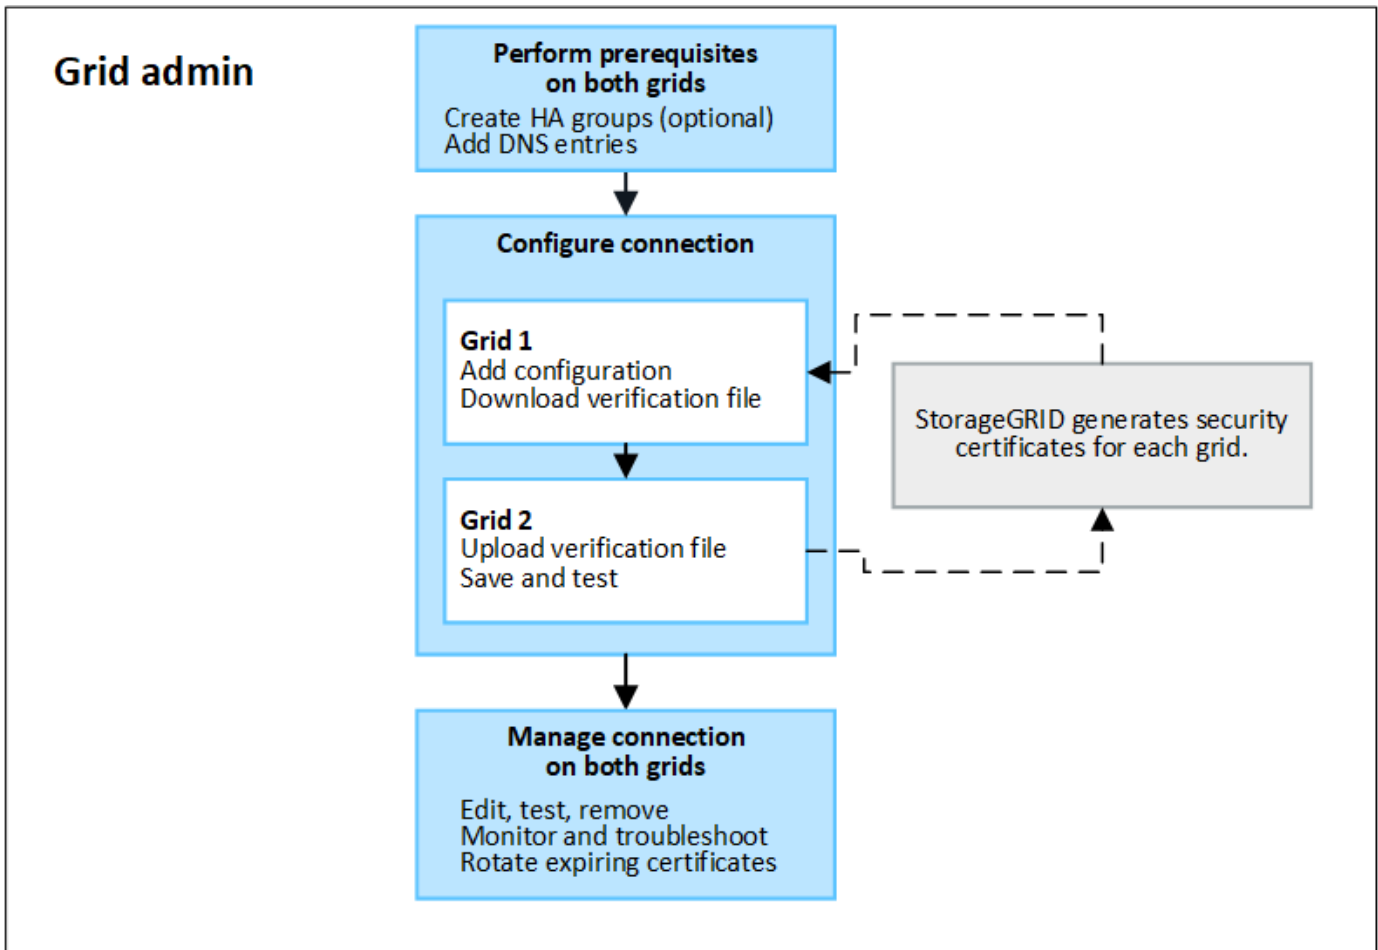 Grid admin
Perform prerequisites
on both grids
Create HA groups (optional)
Add DNS entries
Configure connection
Grid 1
Add configuration
Download verification file
StorageGRID generates security
certificates for each grid.
Grid 2
Upload verification file
Save and test
Manage connection
on both grids
Edit, test, remove
Monitor and troubleshoot
Rotate expiring certificates